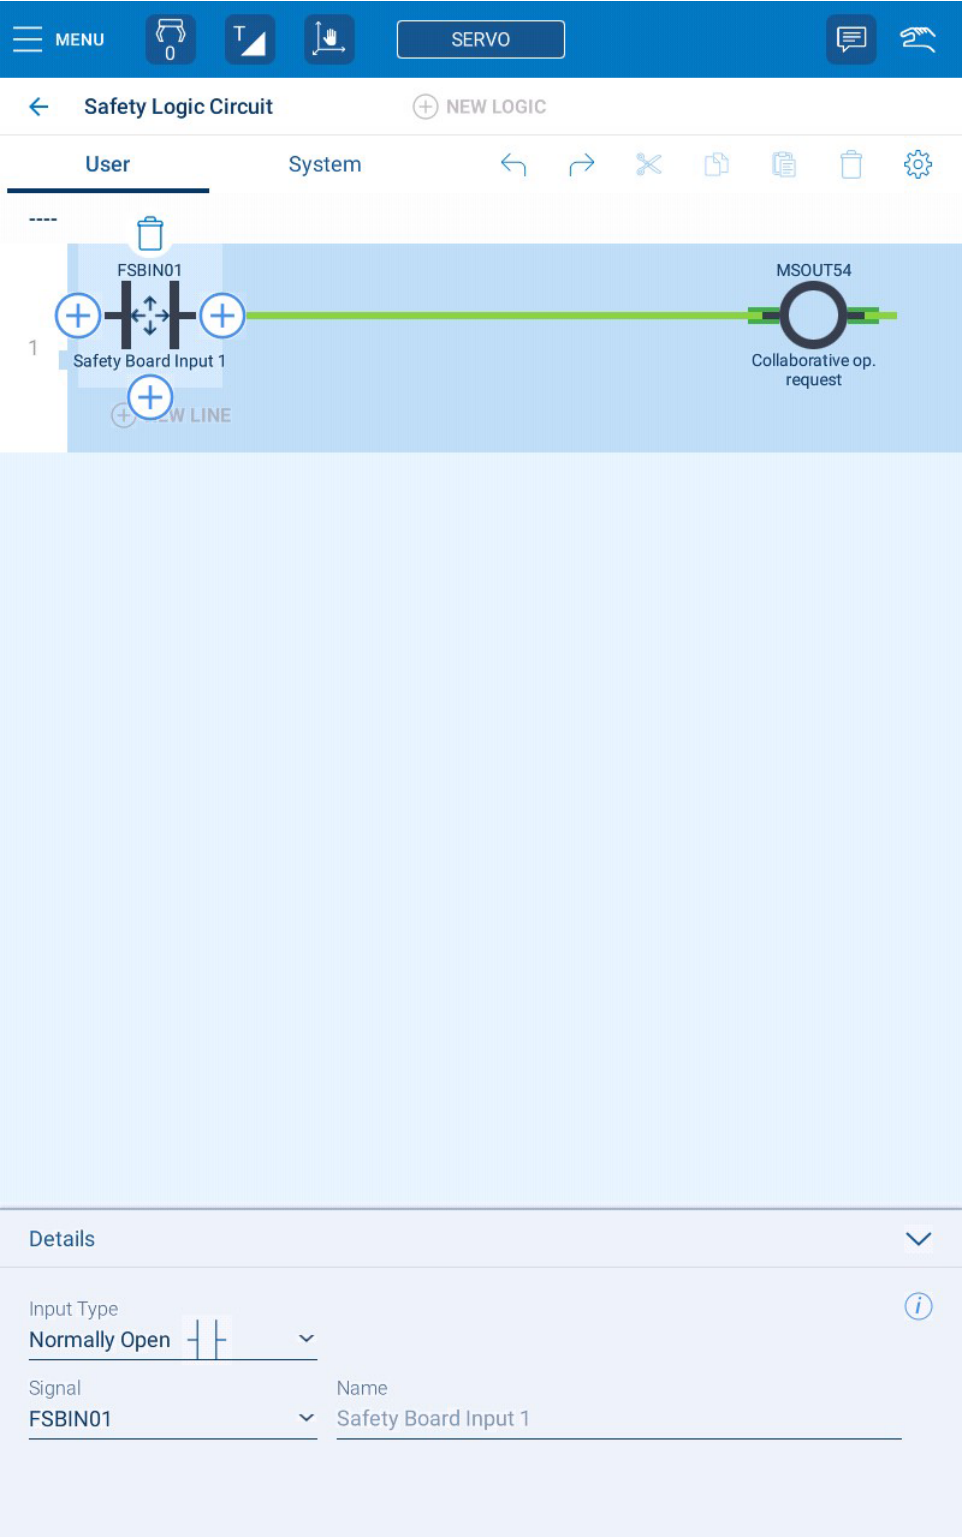 MENU
0
T
SERVO
Safety Logic Circuit
NEW LOGIC
User
System
----
FSBIN01
MSOUT54
1
Safety Board Input 1
Collaborative op.
request
LINE
Details
Input Type
Normally Open
i
Signal
Name
FSBIN01
Safety Board Input 1